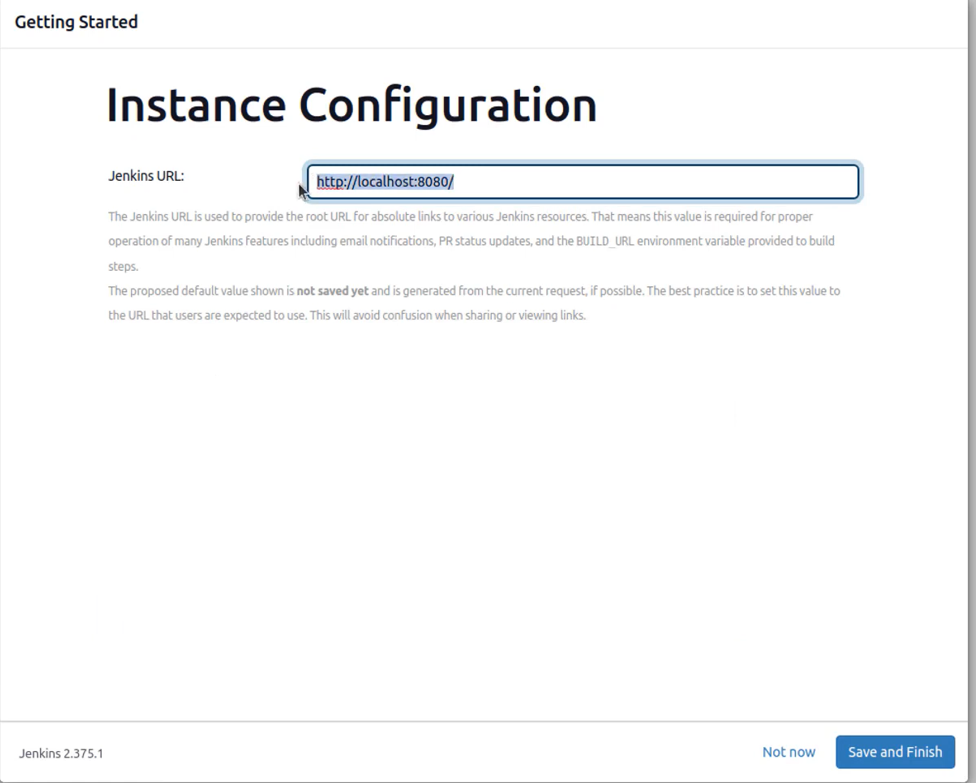 Getting Started
Instance Configuration
Jenkins URL:
http://localhost:8080/
The Jenkins URL is used to provide the root URL for absolute links to various Jenkins resources. That means this value is required for proper
operation of many Jenkins features including email notifications, PR status updates, and the BUILD_URL environment variable provided to build
steps.
The proposed default value shown is not saved yet and is generated from the current request, if possible. The best practice is to set this value to
the URL that users are expected to use. This will avoid confusion when sharing or viewing links.
Jenkins 2.375.1
Not now
Save and Finish